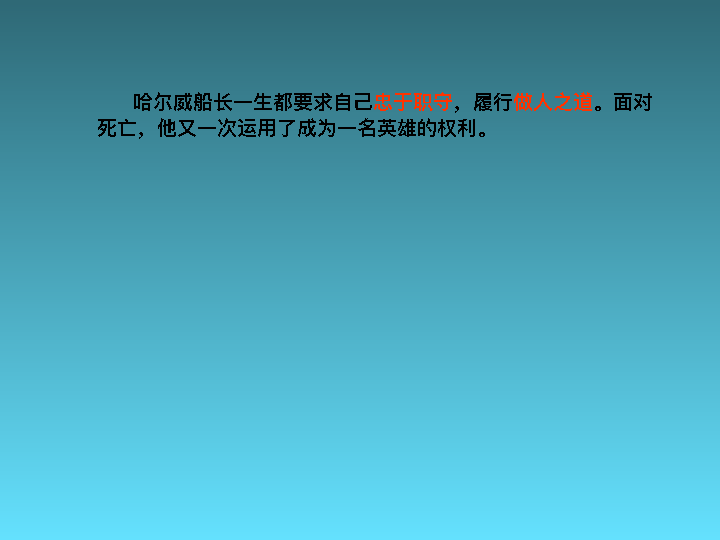 哈尔威船长一生都要求自己忠于职守，履行做人之道。面对
死亡，他又一次运用了成为一名英雄的权利。